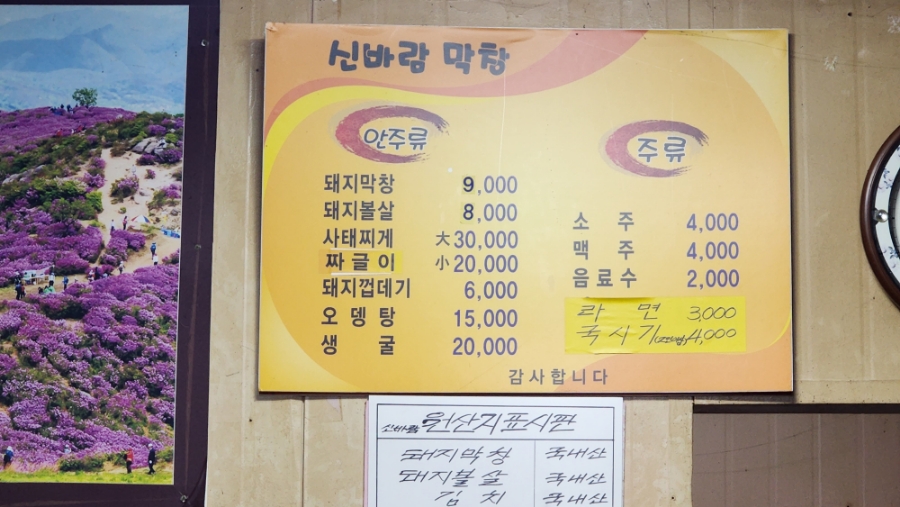 신바람 막창
안주류
돼지막창 9,000
돼지볼살 8,000
사태찌게 大 30,000
짜글이 小 20,000
돼지껍데기 6,000
오뎅탕 15,000
생굴 20,000
주류
소주 4,000
맥주 4,000
음료수 2,000
라면 3,000
국시기 4,000
감사합니다
신바람 원산지표시판
돼지막창 국내산
돼지볼살 국내산
김치 국내산